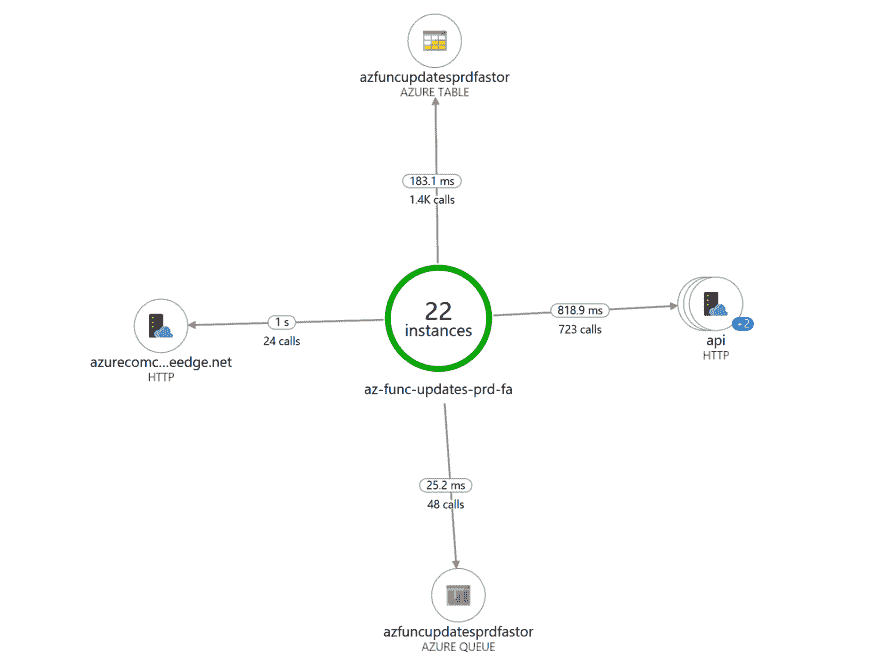 azfuncupdatesprdfastor
AZURE TABLE
183.1 ms
1.4K calls
22
instances
az-func-updates-prd-fa
1 s
24 calls
azurecomc...eedge.net
HTTP
818.9 ms
723 calls
+2
api
HTTP
25.2 ms
48 calls
azfuncupdatesprdfastor
AZURE QUEUE